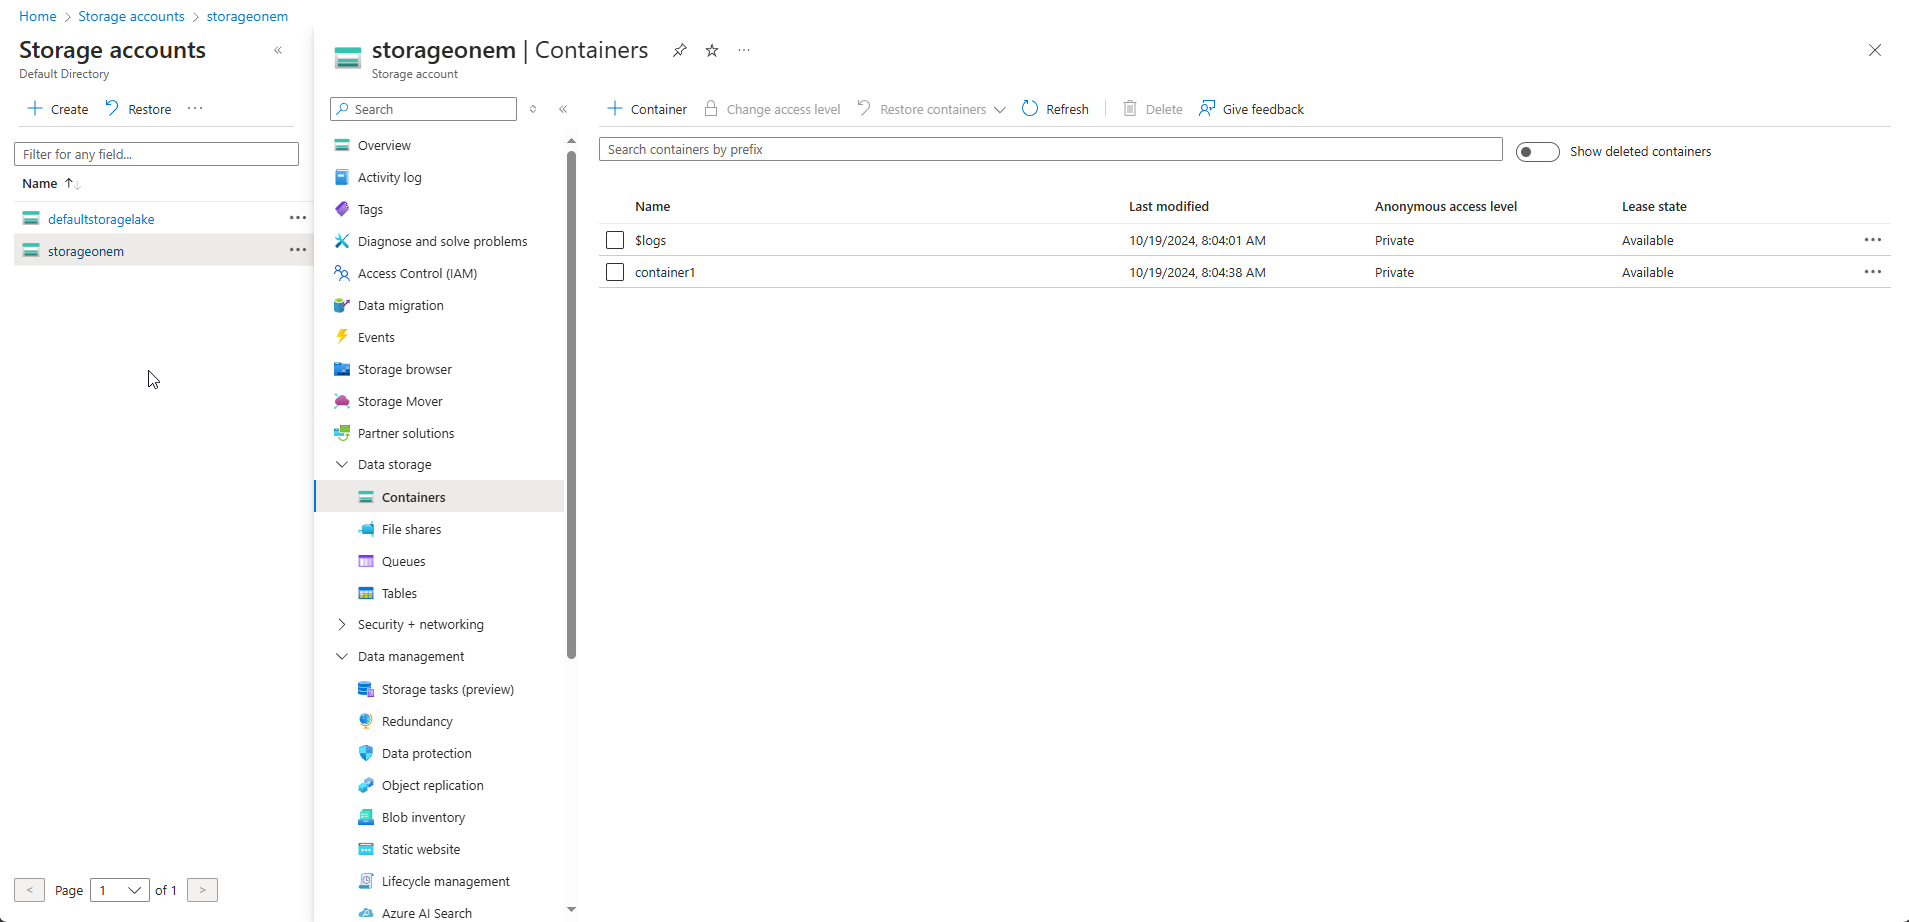 Home > Storage accounts > storageonem
Storage accounts «
Default Directory
+ Create Restore ...
Filter for any field...
Name ↑↓
defaultstoragelake ...
storageonem ...
< Page 1 of 1 >
storageonem | Containers ...
Storage account
Search «
Overview
Activity log
Tags
Diagnose and solve problems
Access Control (IAM)
Data migration
Events
Storage browser
Storage Mover
Partner solutions
Data storage
Containers
File shares
Queues
Tables
Security + networking
Data management
Storage tasks (preview)
Redundancy
Data protection
Object replication
Blob inventory
Static website
Lifecycle management
Azure AI Search
+ Container Change access level Restore containers Refresh | Delete Give feedback
Search containers by prefix Show deleted containers
Name Last modified Anonymous access level Lease state
$logs 10/19/2024, 8:04:01 AM Private Available ...
container1 10/19/2024, 8:04:38 AM Private Available ...